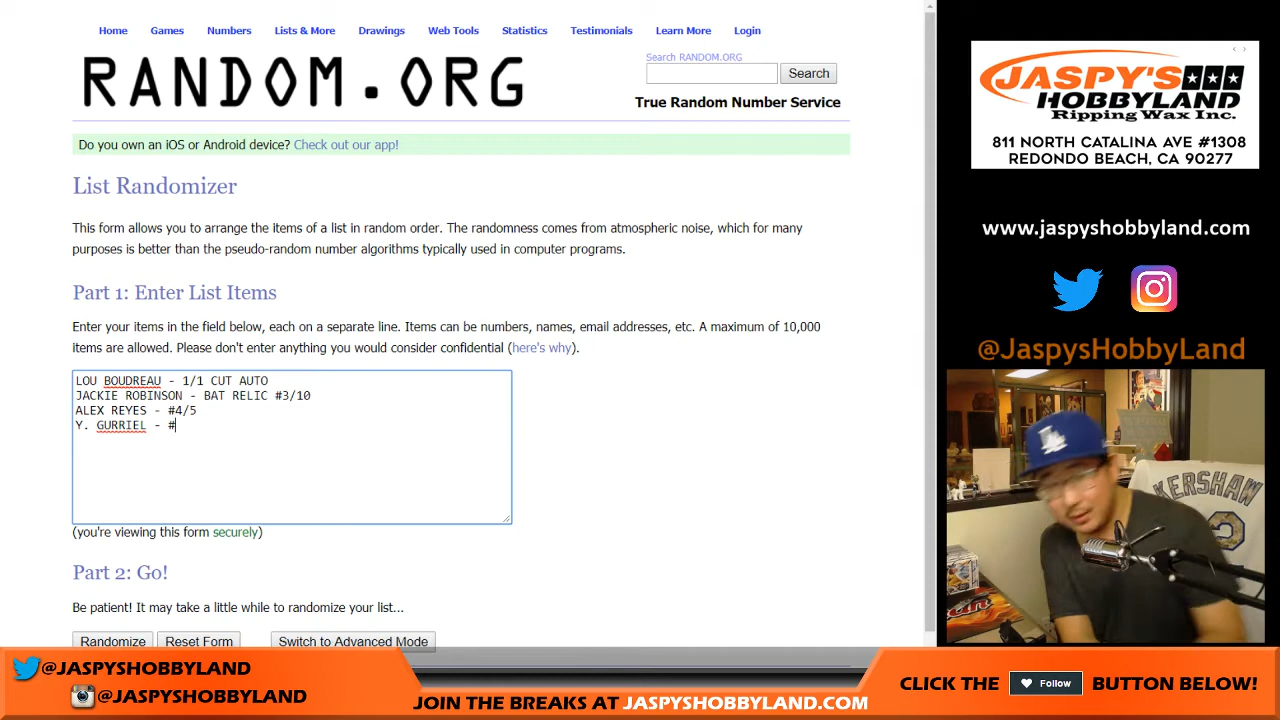 Home Games Numbers Lists & More Drawings Web Tools Statistics Testimonials Learn More Login
RANDOM.ORG
Search RANDOM.ORG
Search
True Random Number Service
Do you own an iOS or Android device? Check out our app!
List Randomizer
This form allows you to arrange the items of a list in random order. The randomness comes from atmospheric noise, which for many
purposes is better than the pseudo-random number algorithms typically used in computer programs.
Part 1: Enter List Items
Enter your items in the field below, each on a separate line. Items can be numbers, names, email addresses, etc. A maximum of 10,000
items are allowed. Please don't enter anything you would consider confidential (here's why).
LOU BOUDREAU - 1/1 CUT AUTO
JACKIE ROBINSON - BAT RELIC #3/10
ALEX REYES - #4/5
Y. GURRIEL - #
(you're viewing this form securely)
Part 2: Go!
Be patient! It may take a little while to randomize your list...
Randomize Reset Form Switch to Advanced Mode
JASPY'S
HOBBYLAND
Ripping Wax Inc.
811 NORTH CATALINA AVE #1308
REDONDO BEACH, CA 90277
www.jaspyshobbyland.com
@JaspysHobbyLand
KERSHAW
2
@JASPYSHOBBYLAND
@JASPYSHOBBYLAND
JOIN THE BREAKS AT JASPYSHOBBYLAND.COM
CLICK THE Follow BUTTON BELOW!